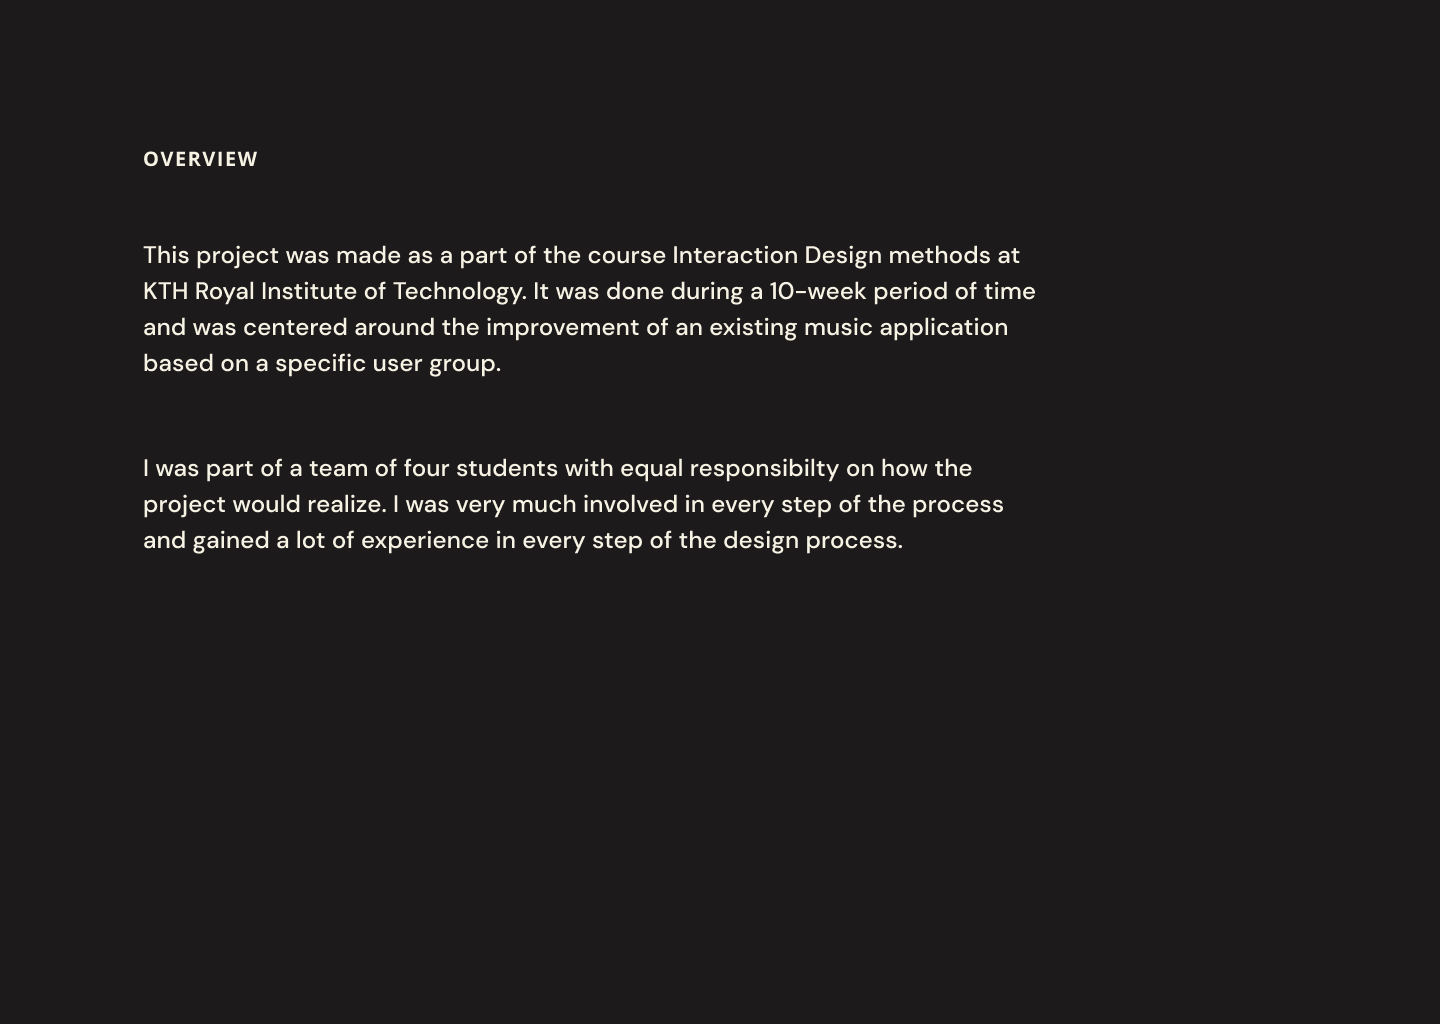 OVERVIEW
This project was made as a part of the course Interaction Design methods at
KTH Royal Institute of Technology. It was done during a 10-week period of time
and was centered around the improvement of an existing music application
based on a specific user group.
I was part of a team of four students with equal responsibilty on how the
project would realize. I was very much involved in every step of the process
and gained a lot of experience in every step of the design process.